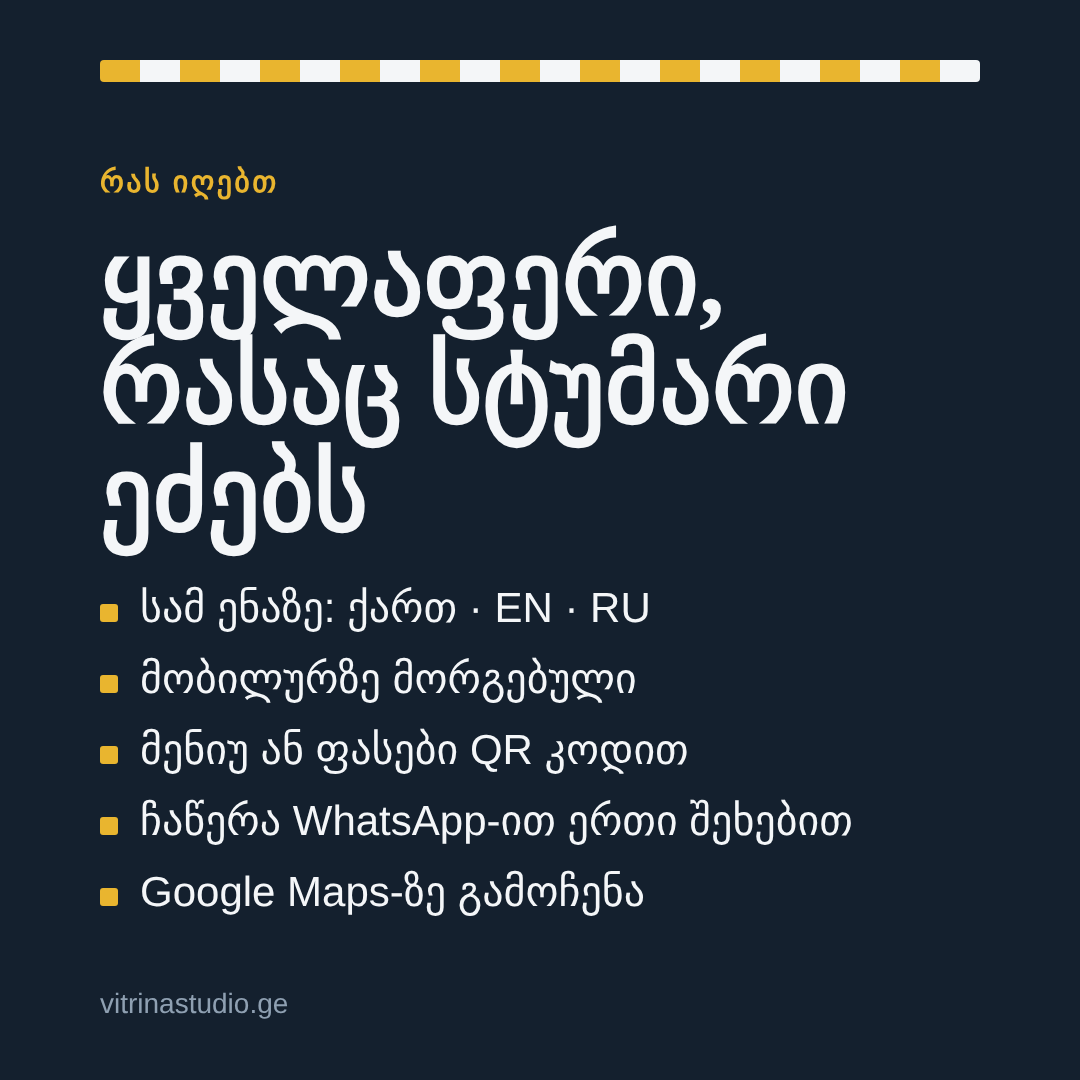 რას იღებთ
ყველაფერი,
რასაც სტუმარი
ეძებს
სამ ენაზე: ქართ · EN · RU
მობილურზე მორგებული
მენიუ ან ფასები QR კოდით
ჩაწერა WhatsApp-ით ერთი შეხებით
Google Maps-ზე გამოჩენა
vitrinastudio.ge